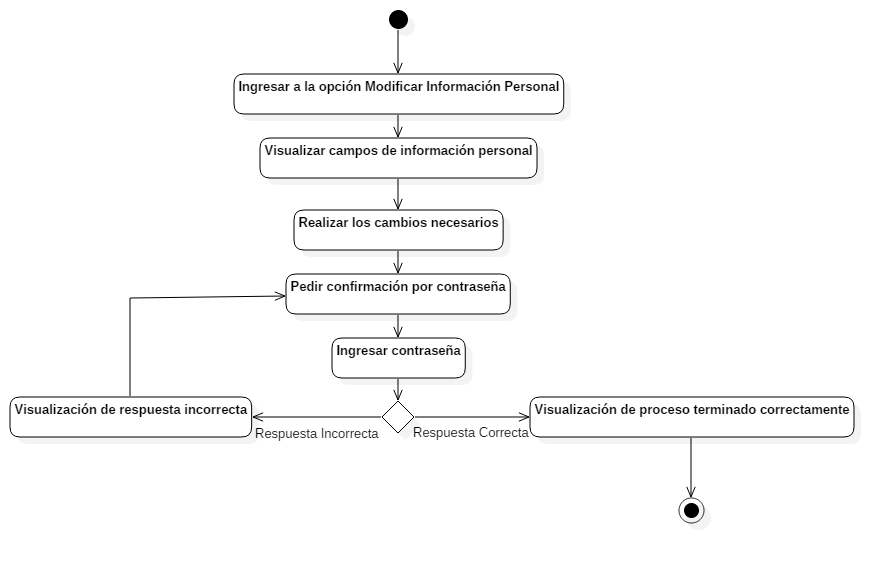 Ingresar a la opción Modificar Información Personal
Visualizar campos de información personal
Realizar los cambios necesarios
Pedir confirmación por contraseña
Ingresar contraseña
Visualización de respuesta incorrecta
Visualización de proceso terminado correctamente
Respuesta Incorrecta
Respuesta Correcta